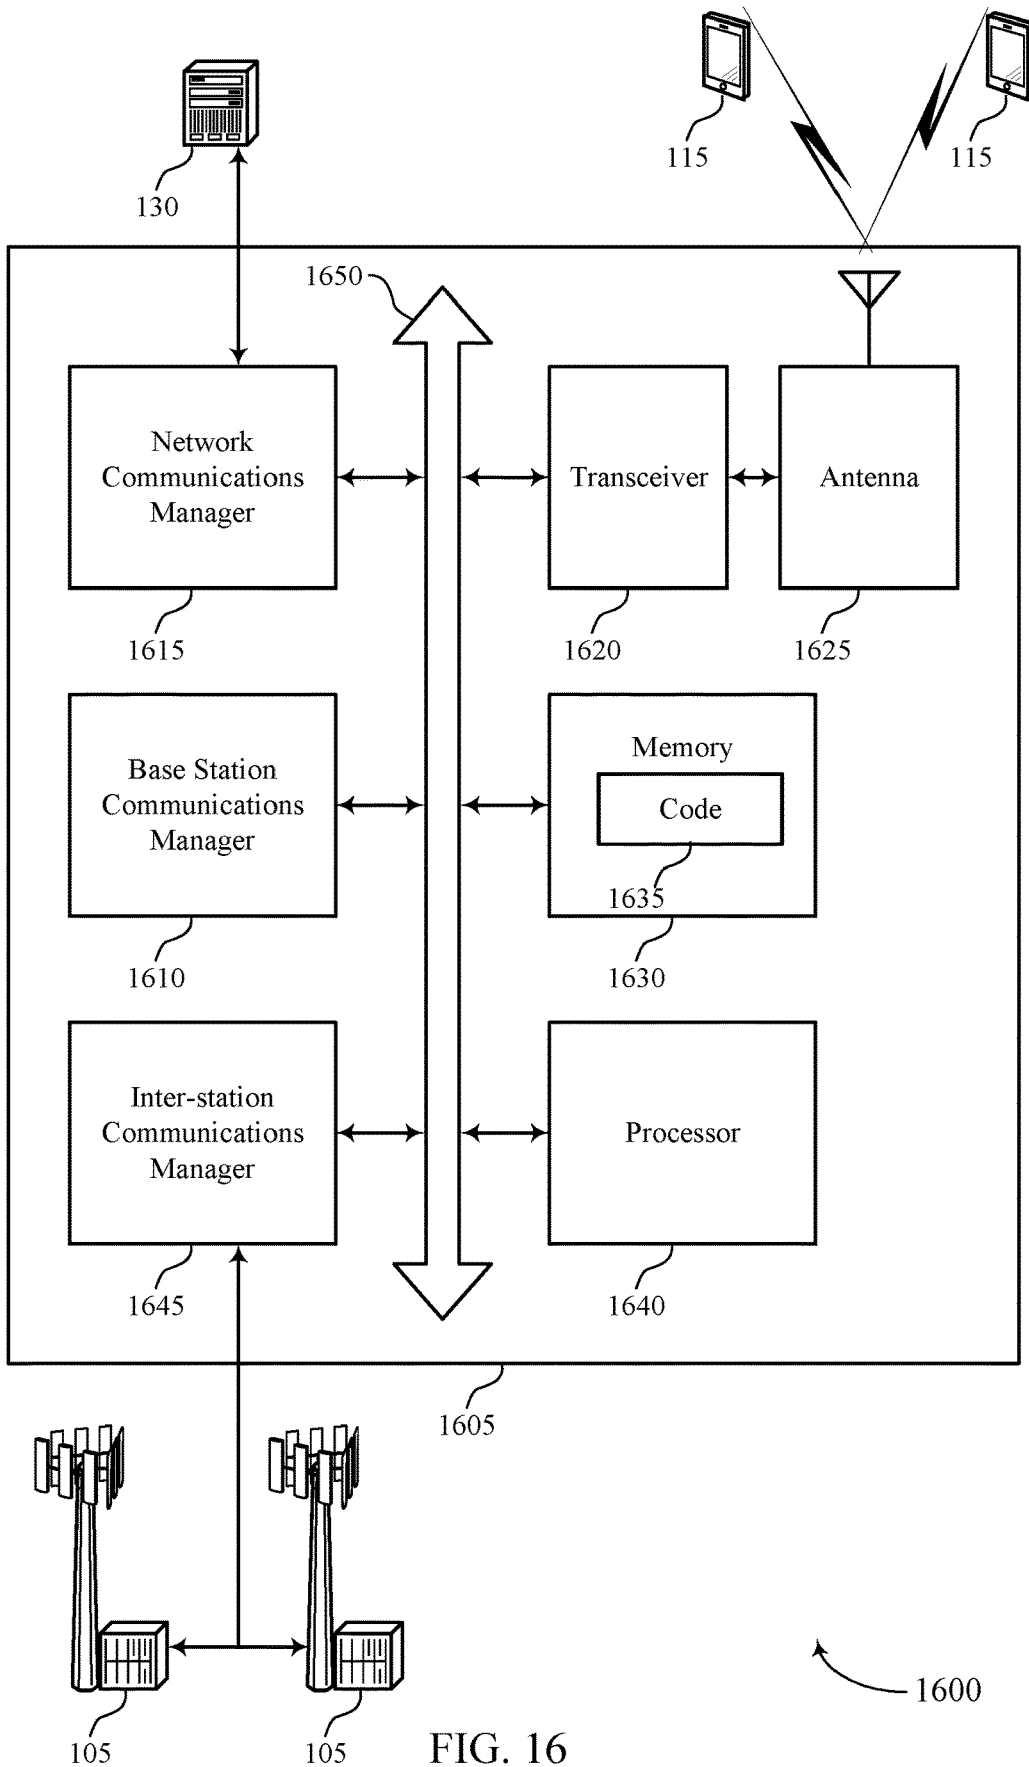 115
115
130
1650
Network
Communications
Manager
Transceiver
Antenna
1615
1620
1625
Base Station
Communications
Manager
Memory
Code
1635
1610
1630
Inter-station
Communications
Manager
Processor
1645
1640
1605
1600
105
105
FIG. 16